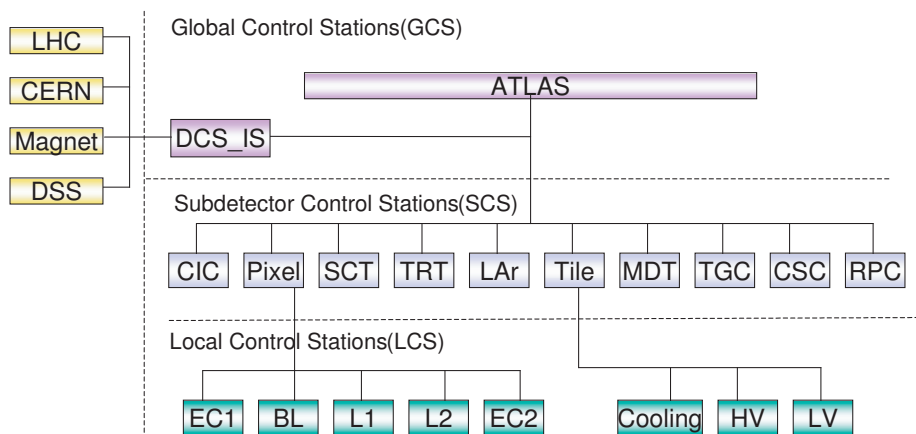 Global Control Stations(GCS)
LHC
CERN
Magnet
DSS
ATLAS
DCS_IS
Subdetector Control Stations(SCS)
CIC Pixel SCT TRT LAr Tile MDT TGC CSC RPC
Local Control Stations(LCS)
EC1 BL L1 L2 EC2 Cooling HV LV